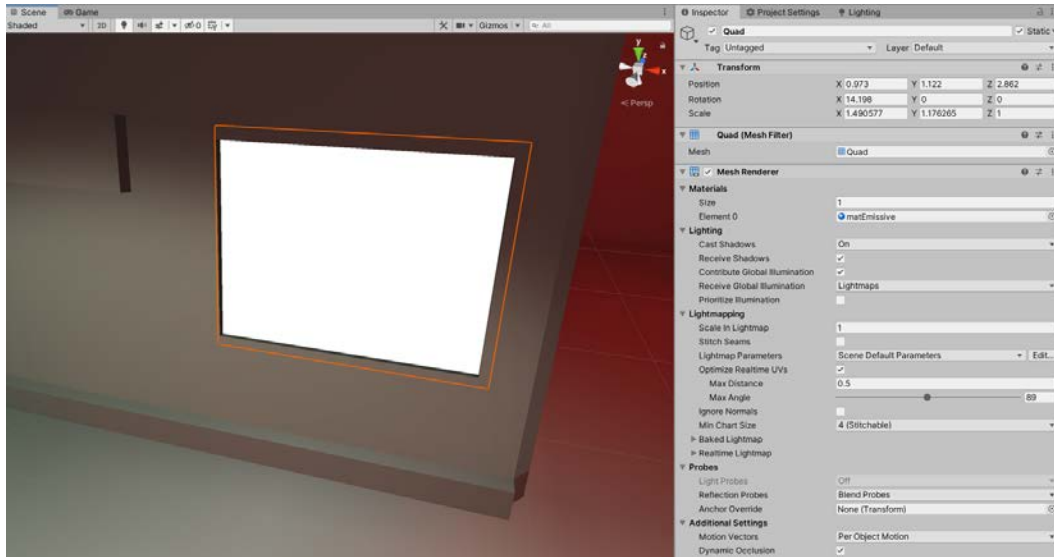 Scene Game
Shaded 2D 0 Gizmos All
y
x
Persp
Inspector Project Settings Lighting
Quad Static
Tag Untagged Layer Default
Transform
Position X 0.973 Y 1.122 Z 2.862
Rotation X 14.198 Y 0 Z 0
Scale X 1.490577 Y 1.176265 Z 1
Quad (Mesh Filter)
Mesh Quad
Mesh Renderer
Materials
Size 1
Element 0 matEmissive
Lighting
Cast Shadows On
Receive Shadows
Contribute Global Illumination
Receive Global Illumination Lightmaps
Prioritize Illumination
Lightmapping
Scale In Lightmap 1
Stitch Seams
Lightmap Parameters Scene Default Parameters Edit...
Optimize Realtime UVs
Max Distance 0.5
Max Angle 89
Ignore Normals
Min Chart Size 4 (Stitchable)
Baked Lightmap
Realtime Lightmap
Probes
Light Probes Off
Reflection Probes Blend Probes
Anchor Override None (Transform)
Additional Settings
Motion Vectors Per Object Motion
Dynamic Occlusion